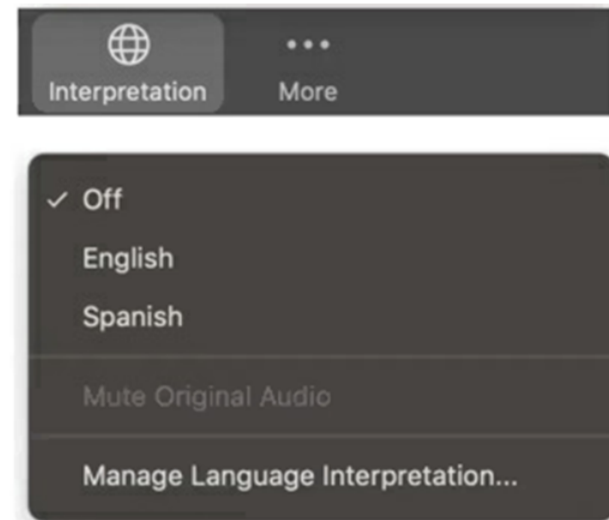 Interpretation More
Off
English
Spanish
Mute Original Audio
Manage Language Interpretation...